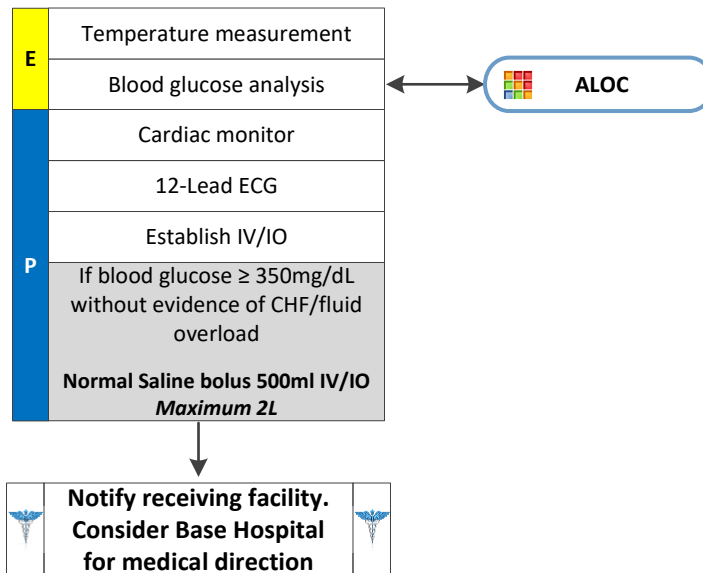 E
Temperature measurement
Blood glucose analysis
ALOC
P
Cardiac monitor
12-Lead ECG
Establish IV/IO
If blood glucose ≥ 350mg/dL
without evidence of CHF/fluid
overload
Normal Saline bolus 500ml IV/IO
Maximum 2L
Notify receiving facility.
Consider Base Hospital
for medical direction